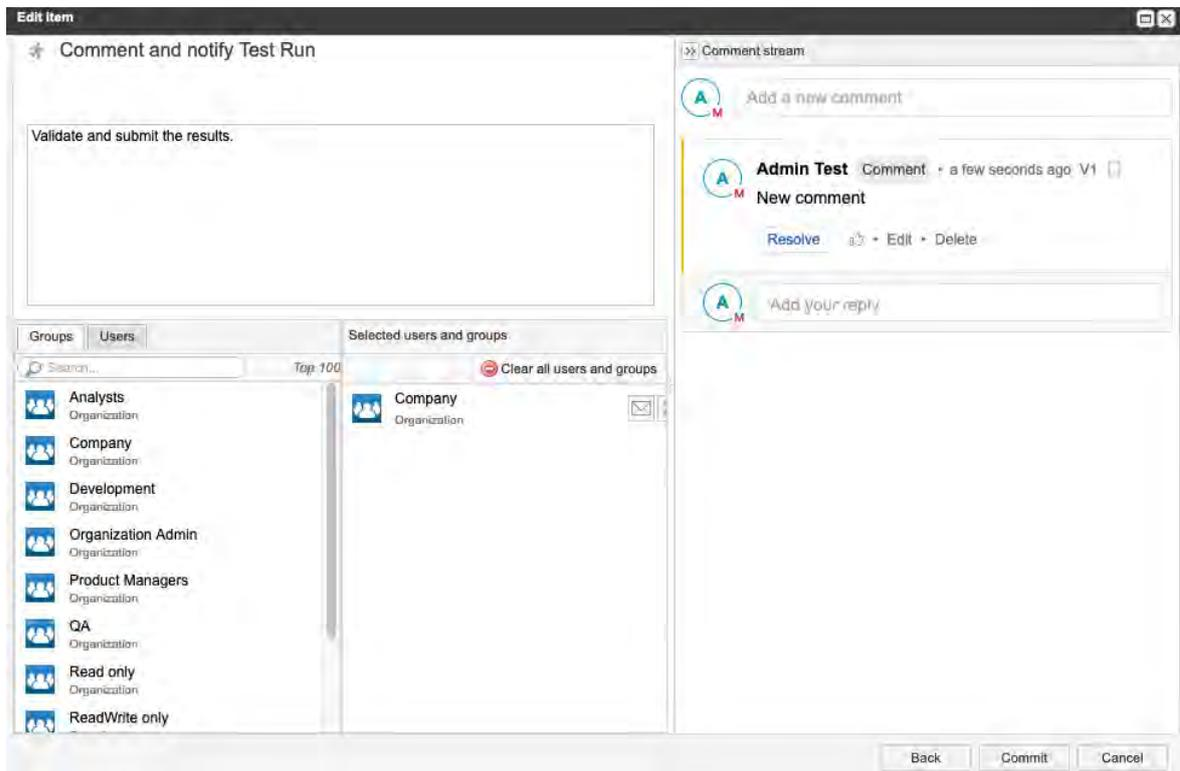 Edit item
Comment and notify Test Run
Validate and submit the results.
Groups
Users
Search...
Top 100
Analysts
Organization
Company
Organization
Development
Organization
Organization Admin
Organization
Product Managers
Organization
QA
Organization
Read only
Organization
ReadWrite only
Selected users and groups
Clear all users and groups
Company
Organization
Comment stream
A M
Add a new comment
A M
Admin Test Comment • a few seconds ago V1
New comment
Resolve • Edit • Delete
A M
Add your reply
Back Commit Cancel